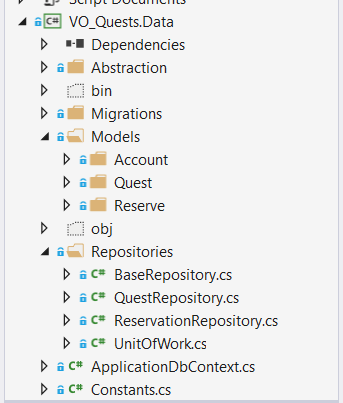 Script Documents
C# VO_Quests.Data
Dependencies
Abstraction
bin
Migrations
Models
Account
Quest
Reserve
obj
Repositories
C# BaseRepository.cs
C# QuestRepository.cs
C# ReservationRepository.cs
C# UnitOfWork.cs
C# ApplicationDbContext.cs
C# Constants.cs